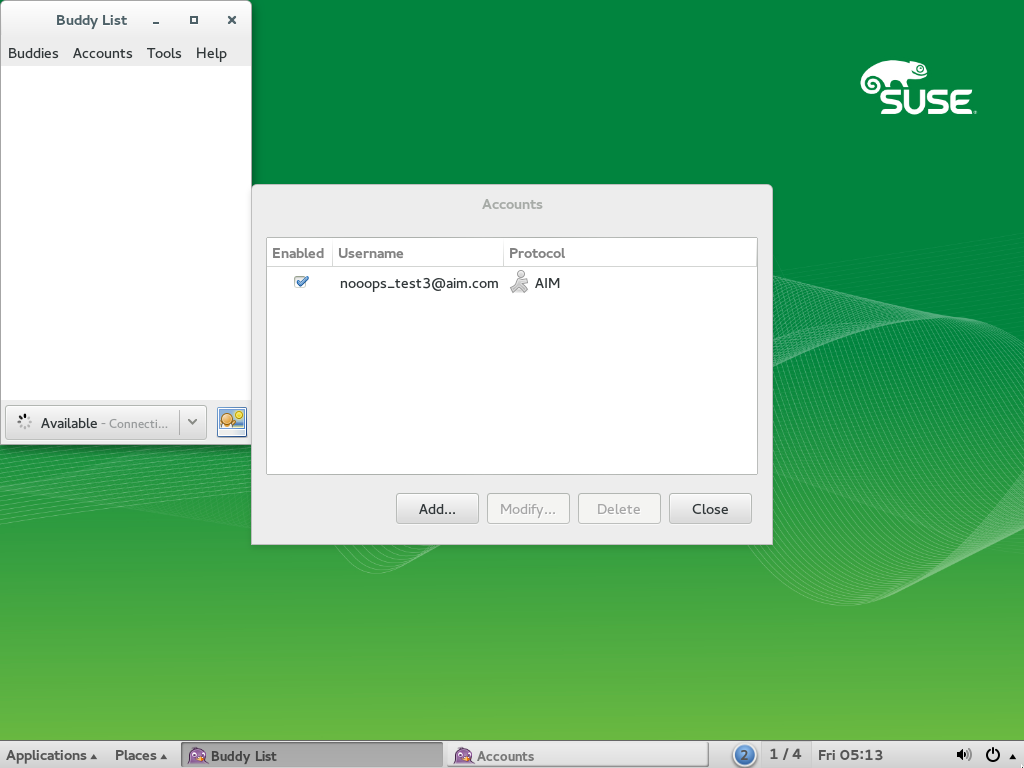 Buddy List
Buddies Accounts Tools Help
SUSE
Accounts
Enabled Username Protocol
nooops_test3@aim.com AIM
Available - Connecti...
Add... Modify... Delete Close
Applications Places Buddy List Accounts 2 1 / 4 Fri 05:13